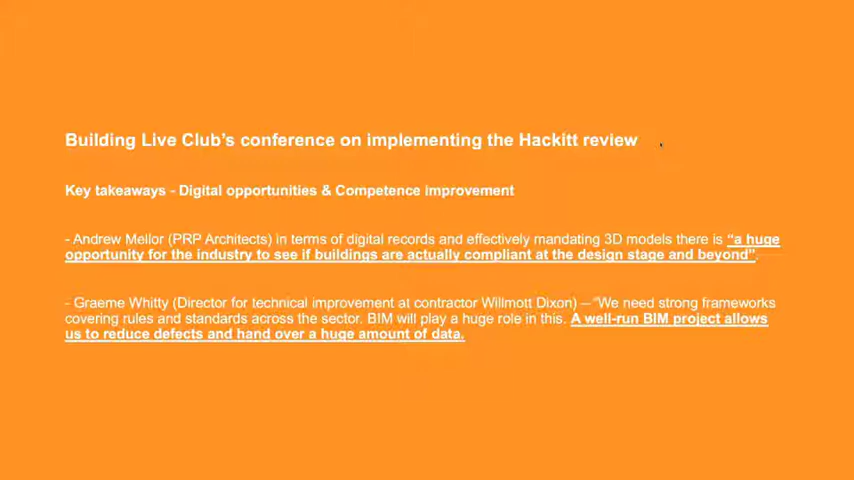 Building Live Club's conference on implementing the Hackitt review
Key takeaways - Digital opportunities & Competence improvement
- Andrew Mellor (PRP Architects) in terms of digital records and effectively mandating 3D models there is “a huge
opportunity for the industry to see if buildings are actually compliant at the design stage and beyond”.
- Graeme Whitty (Director for technical improvement at contractor Willmott Dixon) – “We need strong frameworks
covering rules and standards across the sector. BIM will play a huge role in this. A well-run BIM project allows
us to reduce defects and hand over a huge amount of data.